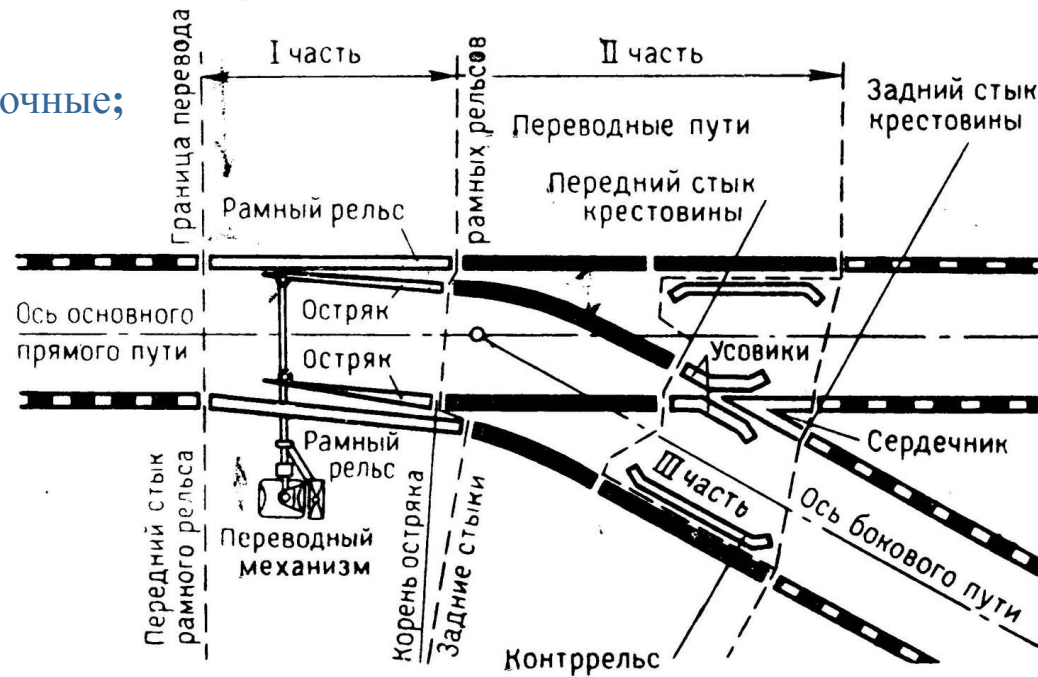 очные;
I часть
II часть
Граница перевода
рамных рельсов
Задний стык
крестовины
Переводные пути
Передний стык
крестовины
Рамный рельс
Остряк
Ось основного
прямого пути
Остряк
Усовики
Сердечник
Рамный
рельс
III часть
Ось бокового пути
Переводный
механизм
Передний стык
рамного рельса
Корень остряка
Задние стыки
Контррельс